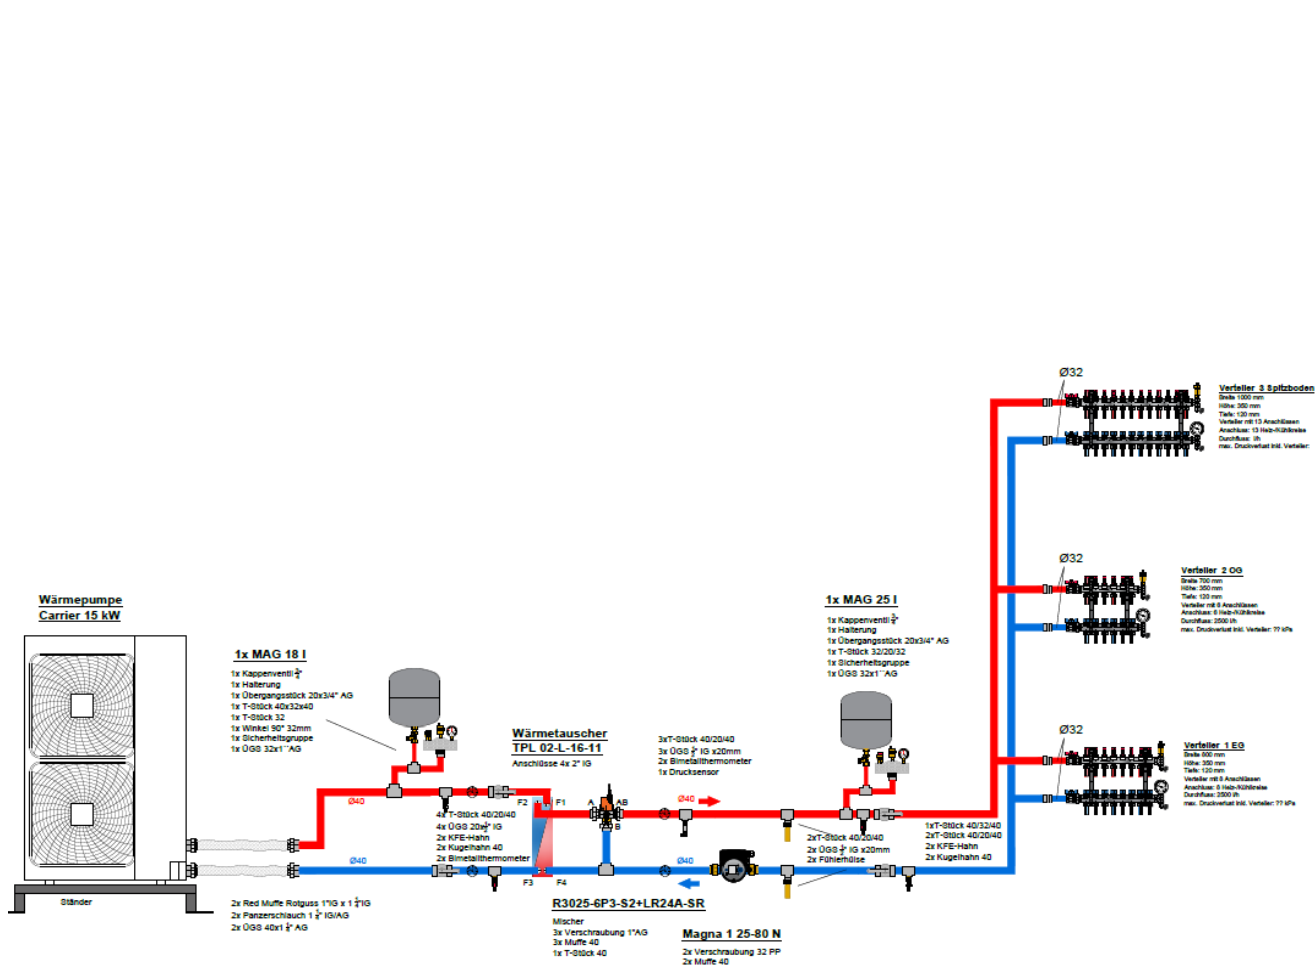 Ø32
Verteiler 3 Spitzboden
Breite 1000 mm
Höhe: 350 mm
Tiefe: 120 mm
Verteiler mit 13 Anschlüssen
Anschluss: 13 Heiz-/Kühlkreise
Durchfluss: l/h
max. Druckverlust inkl. Verteiler:
Ø32
Verteiler 2 OG
Breite 700 mm
Höhe: 350 mm
Tiefe: 120 mm
Verteiler mit 6 Anschlüssen
Anschluss: 6 Heiz-/Kühlkreise
Durchfluss: 2500 l/h
max. Druckverlust inkl. Verteiler: ?? kPa
Ø32
Verteiler 1 EG
Breite 800 mm
Höhe: 350 mm
Tiefe: 120 mm
Verteiler mit 8 Anschlüssen
Anschluss: 8 Heiz-/Kühlkreise
Durchfluss: 2500 l/h
max. Druckverlust inkl. Verteiler: ?? kPa
Wärmepumpe
Carrier 15 kW
Ständer
1x MAG 18 l
1x Kappenventil
1x Halterung
1x Übergangsstück 20x3/4" AG
1x T-Stück 40x32x40
1x T-Stück 32
1x Winkel 90° 32mm
1x Sicherheitsgruppe
1x ÜGS 32x1´´AG
Ø40
Ø40
2x Red Muffe Rotguss 1"IG x 1 ½"IG
2x Panzerschlauch 1 ½" IG/AG
2x ÜGS 40x1 ½" AG
4x T-Stück 40/20/40
4x ÜGS 20x½" IG
2x KFE-Hahn
2x Kugelhahn 40
2x Bimetallthermometer
Wärmetauscher
TPL 02-L-16-11
Anschlüsse 4x 2" IG
F2
F1
F3
F4
A
AB
B
R3025-6P3-S2+LR24A-SR
Mischer
3x Verschraubung 1"AG
3x Muffe 40
1x T-Stück 40
3xT-Stück 40/20/40
3x ÜGS ½" IG x20mm
2x Bimetallthermometer
1x Drucksensor
Ø40
Ø40
Magna 1 25-80 N
2x Verschraubung 32 PP
2x Muffe 40
1x MAG 25 l
1x Kappenventil ¾"
1x Halterung
1x Übergangsstück 20x3/4" AG
1x T-Stück 32/20/32
1x Sicherheitsgruppe
1x ÜGS 32x1´´AG
2xT-Stück 40/20/40
2x ÜGS ½" IG x20mm
2x Fühlerhülse
1xT-Stück 40/32/40
2xT-Stück 40/20/40
2x KFE-Hahn
2x Kugelhahn 40